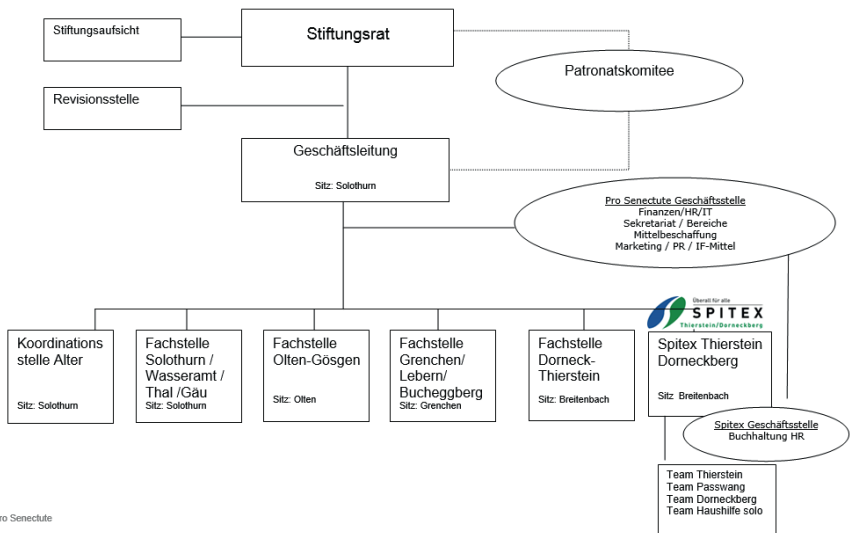 Stiftungsaufsicht
Stiftungsrat
Patronatskomitee
Revisionsstelle
Geschäftsleitung
Sitz: Solothurn
Pro Senectute Geschäftsstelle
Finanzen/HR/IT
Sekretariat / Bereiche
Mittelbeschaffung
Marketing / PR / IF-Mittel
Überall für alle
SPITEX
Thierstein/Dorneckberg
Koordinations
stelle Alter
Sitz: Solothurn
Fachstelle
Solothurn /
Wasseramt /
Thal /Gäu
Sitz: Solothurn
Fachstelle
Olten-Gösgen
Sitz: Olten
Fachstelle
Grenchen/
Lebern/
Bucheggberg
Sitz: Grenchen
Fachstelle
Dorneck-
Thierstein
Sitz: Breitenbach
Spitex Thierstein
Dorneckberg
Sitz Breitenbach
Spitex Geschäftsstelle
Buchhaltung HR
Team Thierstein
Team Passwang
Team Dorneckberg
Team Haushilfe solo
ro Senectute